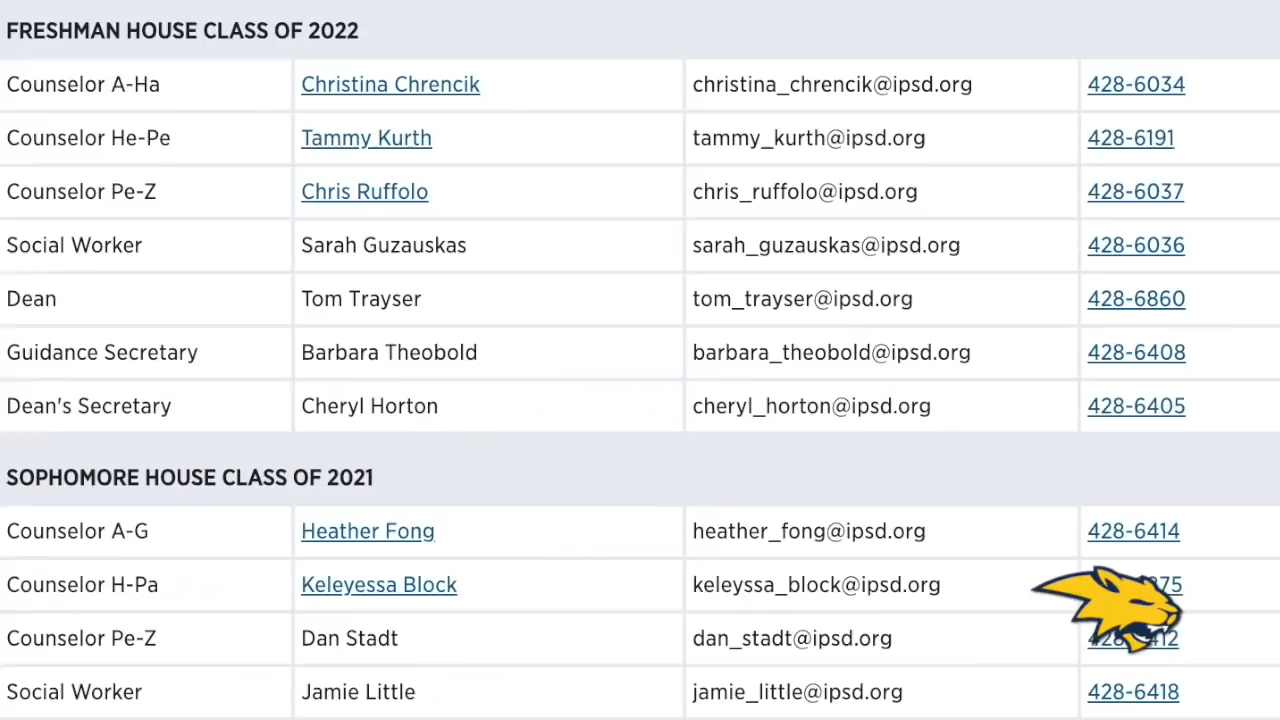 FRESHMAN HOUSE CLASS OF 2022
Counselor A-Ha Christina Chrencik christina_chrencik@ipsd.org 428-6034
Counselor He-Pe Tammy Kurth tammy_kurth@ipsd.org 428-6191
Counselor Pe-Z Chris Ruffolo chris_ruffolo@ipsd.org 428-6037
Social Worker Sarah Guzauskas sarah_guzauskas@ipsd.org 428-6036
Dean Tom Trayser tom_trayser@ipsd.org 428-6860
Guidance Secretary Barbara Theobold barbara_theobold@ipsd.org 428-6408
Dean's Secretary Cheryl Horton cheryl_horton@ipsd.org 428-6405
SOPHOMORE HOUSE CLASS OF 2021
Counselor A-G Heather Fong heather_fong@ipsd.org 428-6414
Counselor H-Pa Keleyessa Block keleyssa_block@ipsd.org
Counselor Pe-Z Dan Stadt dan_stadt@ipsd.org
Social Worker Jamie Little jamie_little@ipsd.org 428-6418